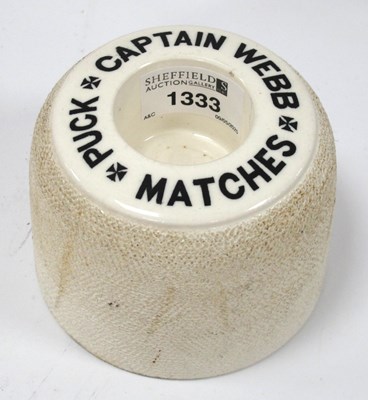 CAPTAIN WEBB
MATCHES
PUCK
SHEFFIELD S
AUCTION GALLERY
1333
A&C